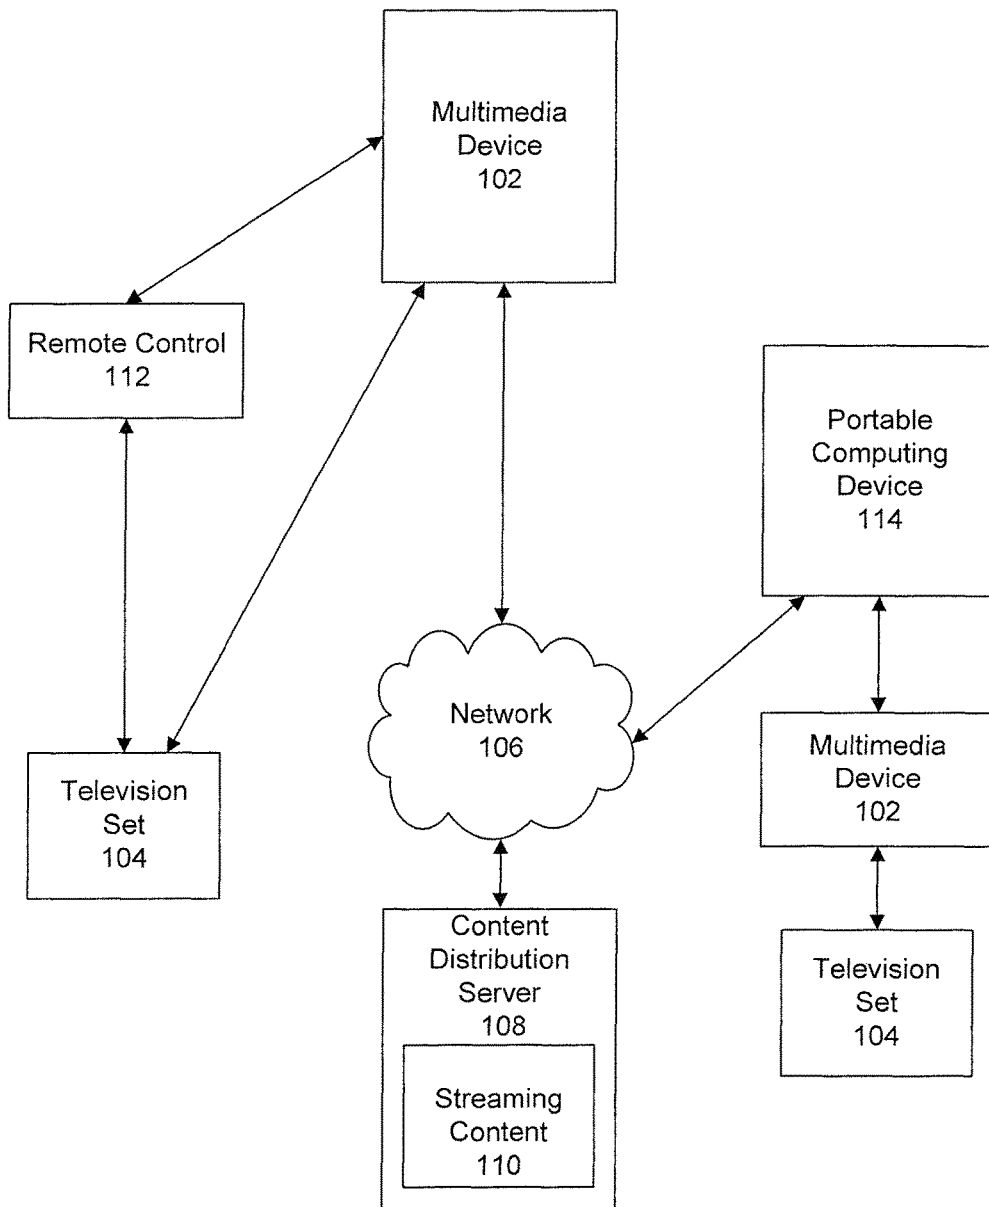 Multimedia
Device
102
Remote Control
112
Portable
Computing
Device
114
Network
106
Multimedia
Device
102
Television
Set
104
Content
Distribution
Server
108
Streaming
Content
110
Television
Set
104